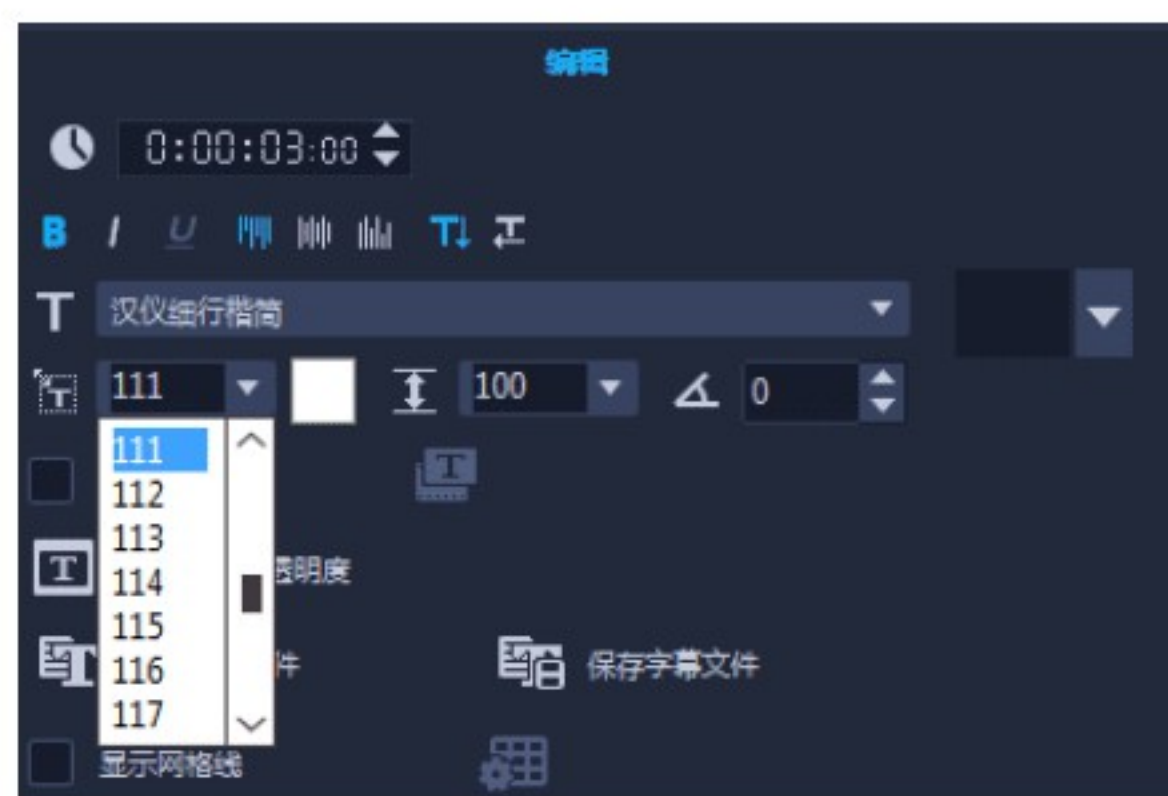 编辑
0:00:03:00
B I U T T
T 汉仪细行楷简
T 111 100 0
111
T
112
113
T 114 透明度
115
T 116 件 保存字幕文件
117
显示网格线